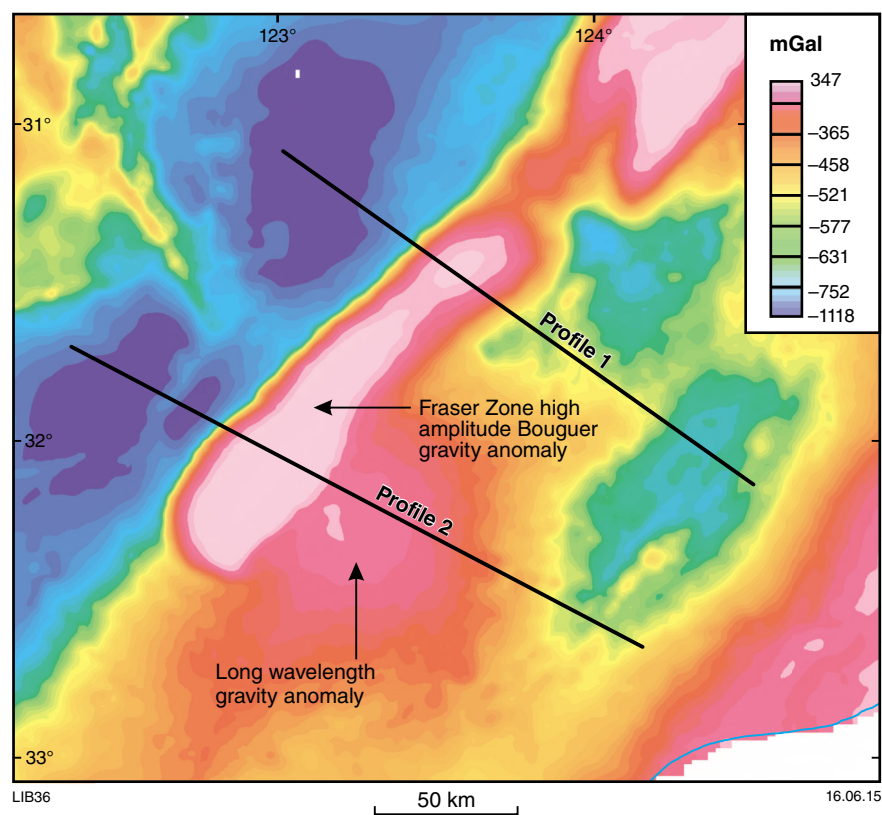 123°
124°
31°
32°
33°
mGal
347
–365
–458
–521
–577
–631
–752
–1118
Profile 1
Fraser Zone high
amplitude Bouguer
gravity anomaly
Profile 2
Long wavelength
gravity anomaly
LIB36
50 km
16.06.15